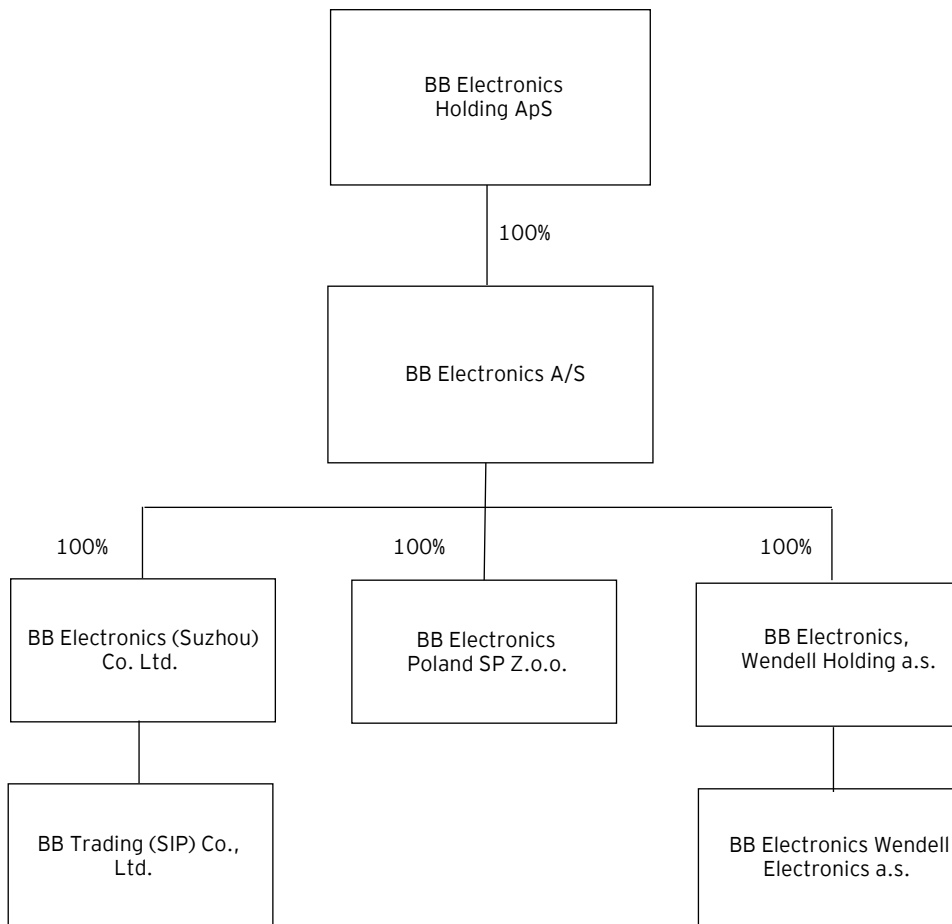 BB Electronics
Holding ApS
100%
BB Electronics A/S
100%
100%
100%
BB Electronics (Suzhou)
Co. Ltd.
BB Electronics
Poland SP Z.o.o.
BB Electronics,
Wendell Holding a.s.
BB Trading (SIP) Co.,
Ltd.
BB Electronics Wendell
Electronics a.s.